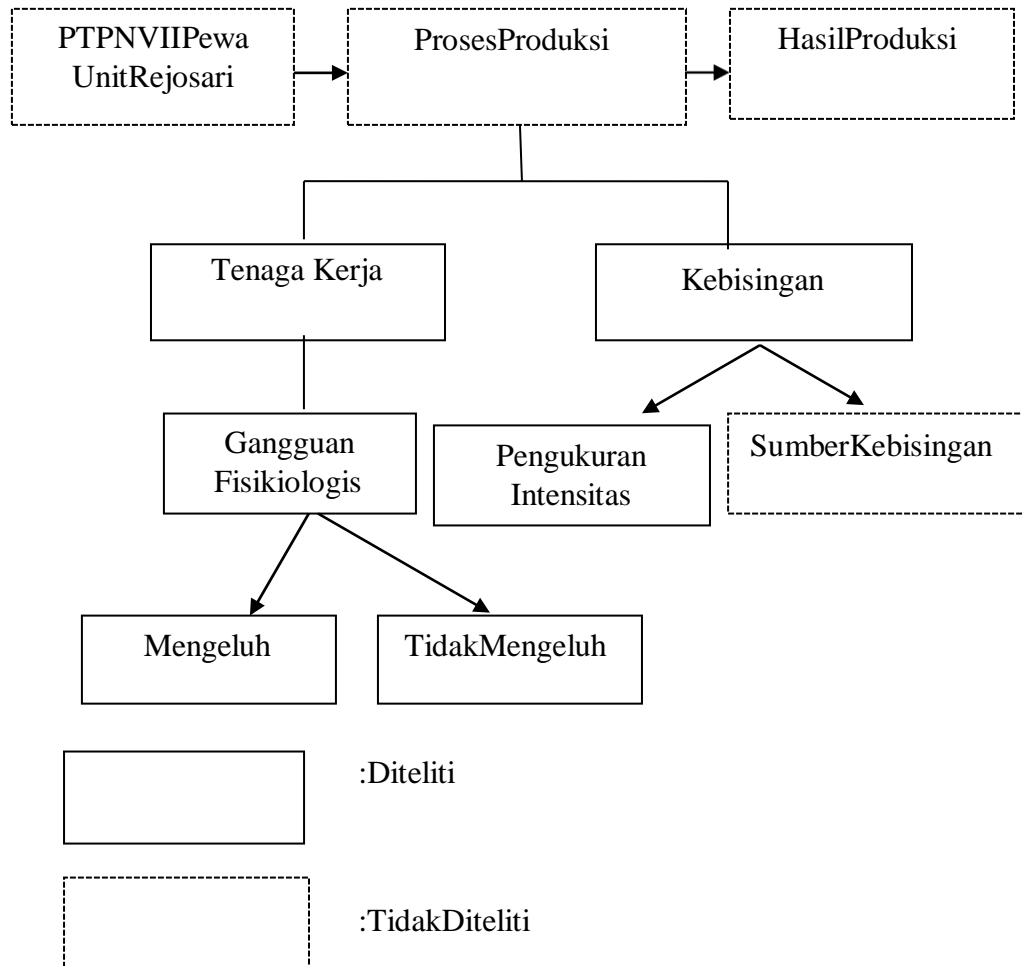 PTPNVIIPewa
UnitRejosari
ProsesProduksi
HasilProduksi
Tenaga Kerja
Kebisingan
Gangguan
Fisikiologis
Pengukuran
Intensitas
SumberKebisingan
Mengeluh
TidakMengeluh
:Diteliti
:TidakDiteliti